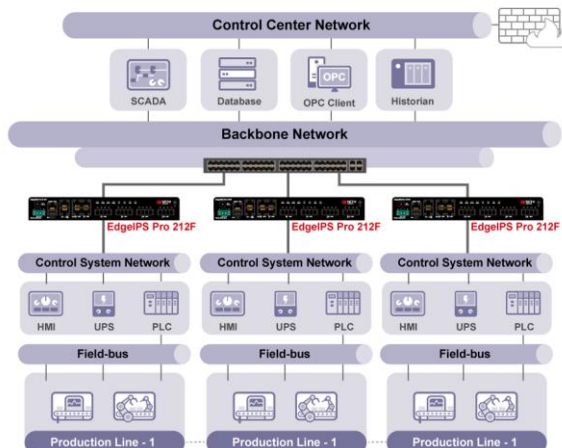 Control Center Network
SCADA
Database
OPC
OPC Client
Historian
Backbone Network
EdgeIPS Pro 212F
EdgeIPS Pro 212F
EdgeIPS Pro 212F
Control System Network
Control System Network
Control System Network
HMI
UPS
PLC
HMI
UPS
PLC
HMI
UPS
PLC
Field-bus
Field-bus
Field-bus
Production Line - 1
Production Line - 1
Production Line - 1